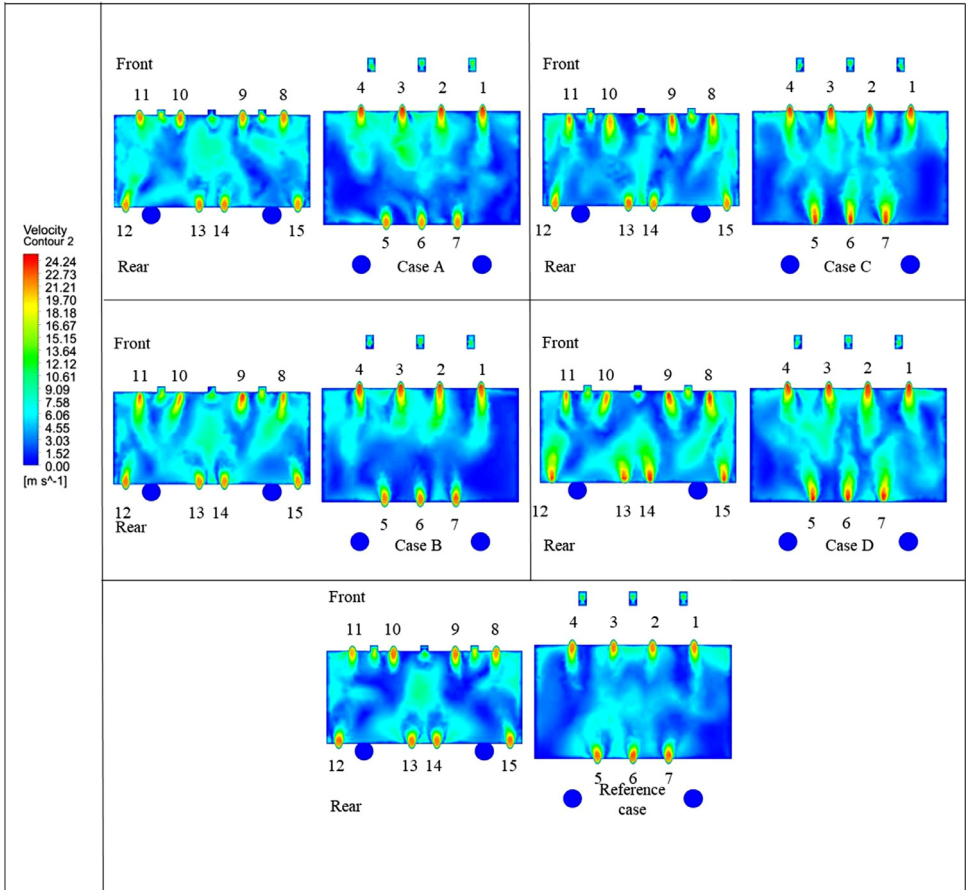 Velocity
Contour 2
24.24
22.73
21.21
19.70
18.18
16.67
15.15
13.64
12.12
10.61
9.09
7.58
6.06
4.55
3.03
1.52
0.00
[m s^-1]
Front
11 10 9 8
4 3 2 1
12 13 14 15
5 6 7
Rear
Case A
Front
11 10 9 8
4 3 2 1
12 13 14 15
5 6 7
Rear
Case C
Front
11 10 9 8
4 3 2 1
12 13 14 15
5 6 7
Rear
Case B
Front
11 10 9 8
4 3 2 1
12 13 14 15
5 6 7
Rear
Case D
Front
11 10 9 8
4 3 2 1
12 13 14 15
5 6 7
Rear
Reference
case